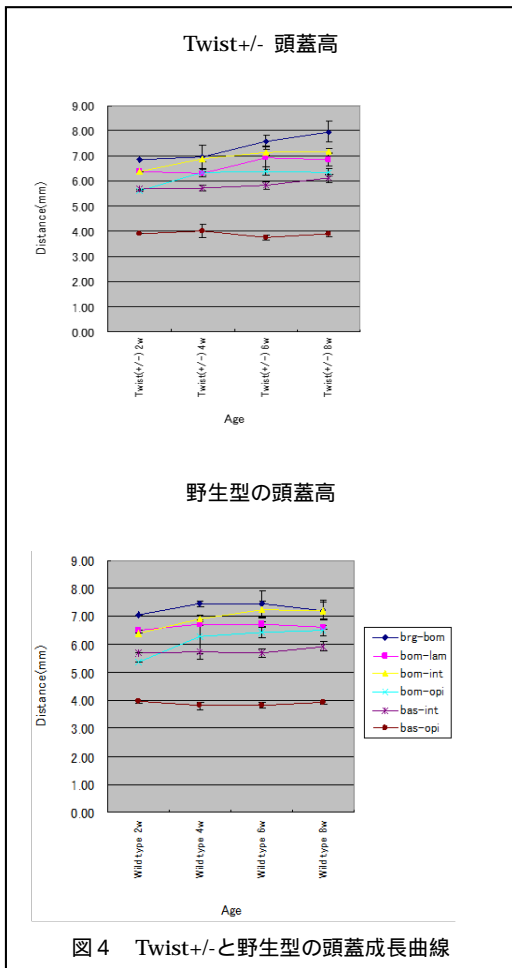 Twist+/- 頭蓋高
9.00
8.00
7.00
6.00
5.00
4.00
3.00
2.00
1.00
0.00
Distance(mm)
Twist(+/-) 2w
Twist(+/-) 4w
Twist(+/-) 6w
Twist(+/-) 8w
Age
野生型の頭蓋高
9.00
8.00
7.00
6.00
5.00
4.00
3.00
2.00
1.00
0.00
Distance(mm)
Wildtype 2w
Wildtype 4w
Wildtype 6w
Wildtype 8w
Age
brg-bom
bom-lam
bom-int
bom-opi
bas-int
bas-opi
図４ Twist+/-と野生型の頭蓋成長曲線